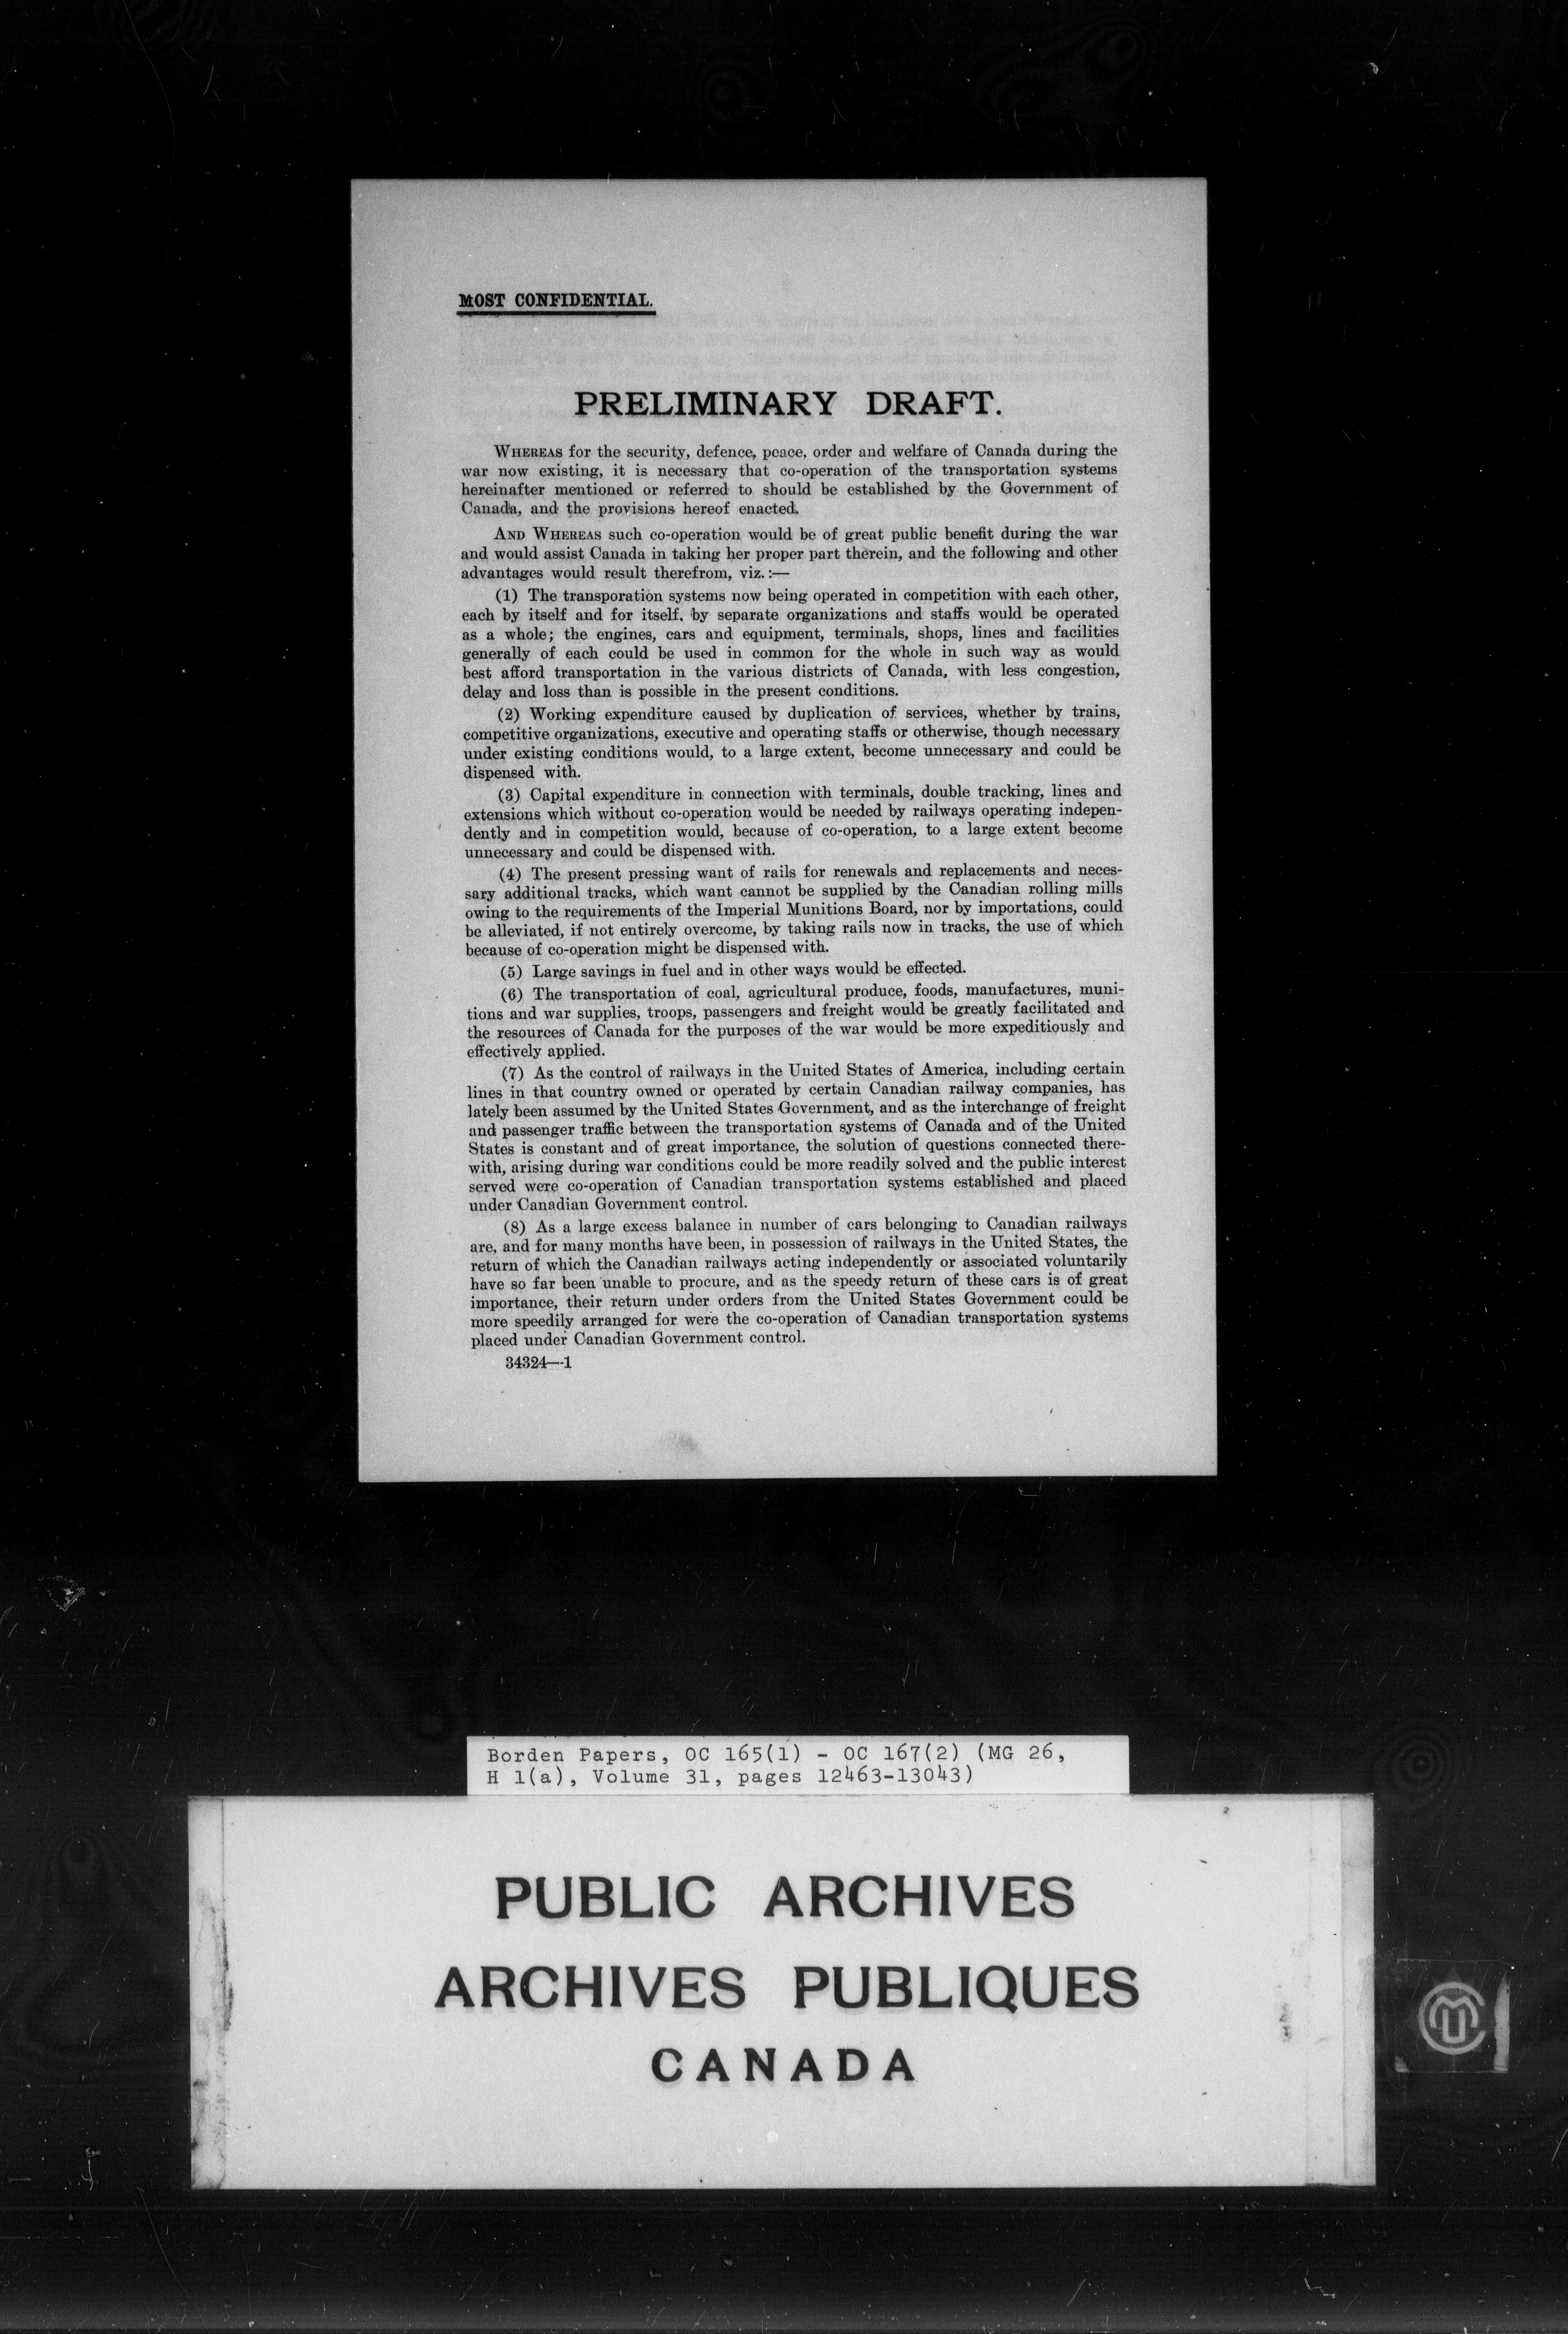 MOST CONFIDENTIAL.
PRELIMINARY DRAFT.
WHEREAS for the security, defence, peace, order and welfare of Canada during the
war now existing, it is necessary that co-operation of the transportation systems
hereinafter mentioned or referred to should be established by the Government of
Canada, and the provisions hereof enacted.
AND WHEREAS such co-operation would be of great public benefit during the war
and would assist Canada in taking her proper part therein, and the following and other
advantages would result therefrom, viz.:—
(1) The transporation systems now being operated in competition with each other,
each by itself and for itself, by separate organizations and staffs would be operated
as a whole; the engines, cars and equipment, terminals, shops, lines and facilities
generally of each could be used in common for the whole in such way as would
best afford transportation in the various districts of Canada, with less congestion,
delay and loss than is possible in the present conditions.
(2) Working expenditure caused by duplication of services, whether by trains,
competitive organizations, executive and operating staffs or otherwise, though necessary
under existing conditions would, to a large extent, become unnecessary and could be
dispensed with.
(3) Capital expenditure in connection with terminals, double tracking, lines and
extensions which without co-operation would be needed by railways operating indepen-
dently and in competition would, because of co-operation, to a large extent become
unnecessary and could be dispensed with.
(4) The present pressing want of rails for renewals and replacements and neces-
sary additional tracks, which want cannot be supplied by the Canadian rolling mills
owing to the requirements of the Imperial Munitions Board, nor by importations, could
be alleviated, if not entirely overcome, by taking rails now in tracks, the use of which
because of co-operation might be dispensed with.
(5) Large savings in fuel and in other ways would be effected.
(6) The transportation of coal, agricultural produce, foods, manufactures, muni-
tions and war supplies, troops, passengers and freight would be greatly facilitated and
the resources of Canada for the purposes of the war would be more expeditiously and
effectively applied.
(7) As the control of railways in the United States of America, including certain
lines in that country owned or operated by certain Canadian railway companies, has
lately been assumed by the United States Government, and as the interchange of freight
and passenger traffic between the transportation systems of Canada and of the United
States is constant and of great importance, the solution of questions connected there-
with, arising during war conditions could be more readily solved and the public interest
served were co-operation of Canadian transportation systems established and placed
under Canadian Government control.
(8) As a large excess balance in number of cars belonging to Canadian railways
are, and for many months have been, in possession of railways in the United States, the
return of which the Canadian railways acting independently or associated voluntarily
have so far been unable to procure, and as the speedy return of these cars is of great
importance, their return under orders from the United States Government could be
more speedily arranged for were the co-operation of Canadian transportation systems
placed under Canadian Government control.
34324—1
Borden Papers, OC 165(1) - OC 167(2) (MG 26,
H 1(a), Volume 31, pages 12463-13043)
PUBLIC ARCHIVES
ARCHIVES PUBLIQUES
CANADA